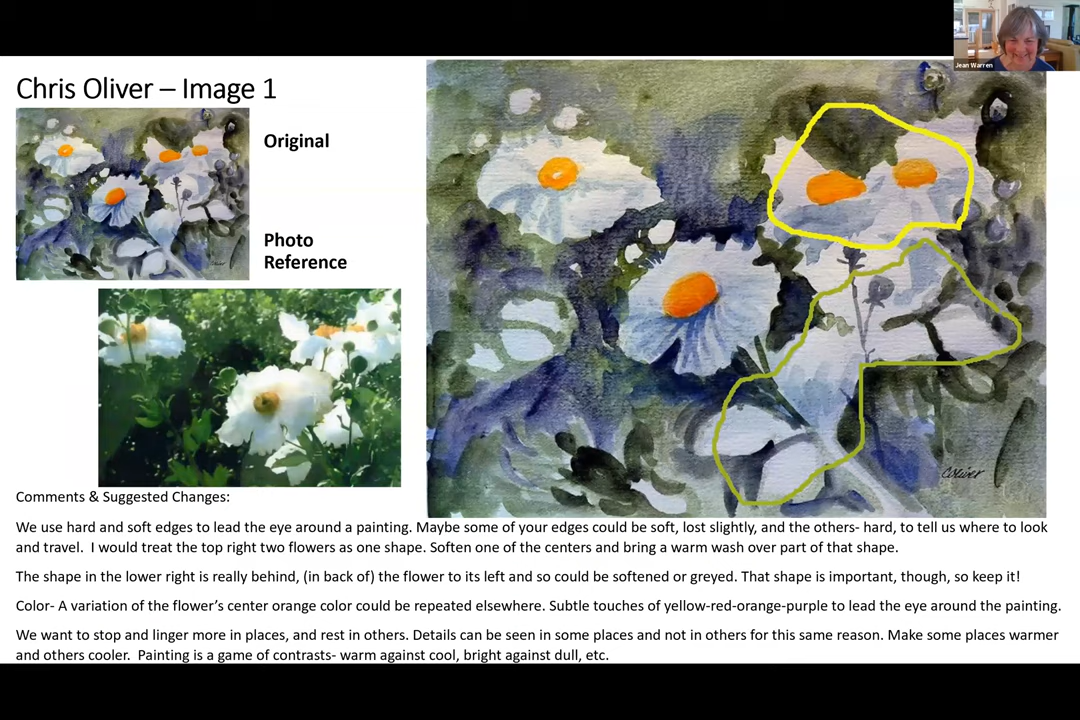 Jean Warren
Chris Oliver – Image 1
Original
Photo
Reference
Coliver
Comments & Suggested Changes:
We use hard and soft edges to lead the eye around a painting. Maybe some of your edges could be soft, lost slightly, and the others- hard, to tell us where to look
and travel.  I would treat the top right two flowers as one shape. Soften one of the centers and bring a warm wash over part of that shape.
The shape in the lower right is really behind, (in back of) the flower to its left and so could be softened or greyed. That shape is important, though, so keep it!
Color- A variation of the flower’s center orange color could be repeated elsewhere. Subtle touches of yellow-red-orange-purple to lead the eye around the painting.
We want to stop and linger more in places, and rest in others. Details can be seen in some places and not in others for this same reason. Make some places warmer
and others cooler.  Painting is a game of contrasts- warm against cool, bright against dull, etc.